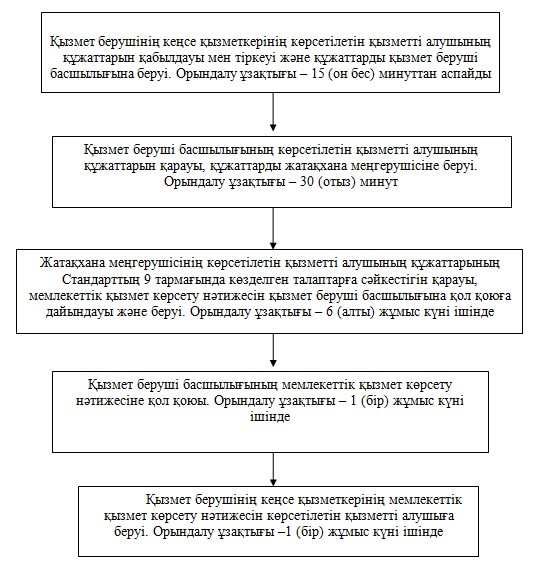 Қызмет берушінің кеңсе қызметкерінің көрсетілетін қызметті алушының
құжаттарын қабылдауы мен тіркеуі және құжаттарды қызмет беруші
басшылығына беруі. Орындалу ұзақтығы – 15 (он бес) минуттан аспайды
Қызмет беруші басшылығының көрсетілетін қызметті алушының
құжаттарын қарауы, құжаттарды жатақхана меңгерушісіне беруі.
Орындалу ұзақтығы – 30 (отыз) минут
Жатақхана меңгерушісінің көрсетілетін қызметті алушының құжаттарының
Стандарттың 9 тармағында көзделген талаптарға сәйкестігін қарауы,
мемлекеттік қызмет көрсету нәтижесін қызмет беруші басшылығына қол қоюға
дайындауы және беруі. Орындалу ұзақтығы – 6 (алты) жұмыс күні ішінде
Қызмет беруші басшылығының мемлекеттік қызмет көрсету
нәтижесіне қол қоюы. Орындалу ұзақтығы – 1 (бір) жұмыс күні
ішінде
Қызмет берушінің кеңсе қызметкерінің мемлекеттік
қызмет көрсету нәтижесін көрсетілетін қызметті алушыға
беруі. Орындалу ұзақтығы –1 (бір) жұмыс күні ішінде